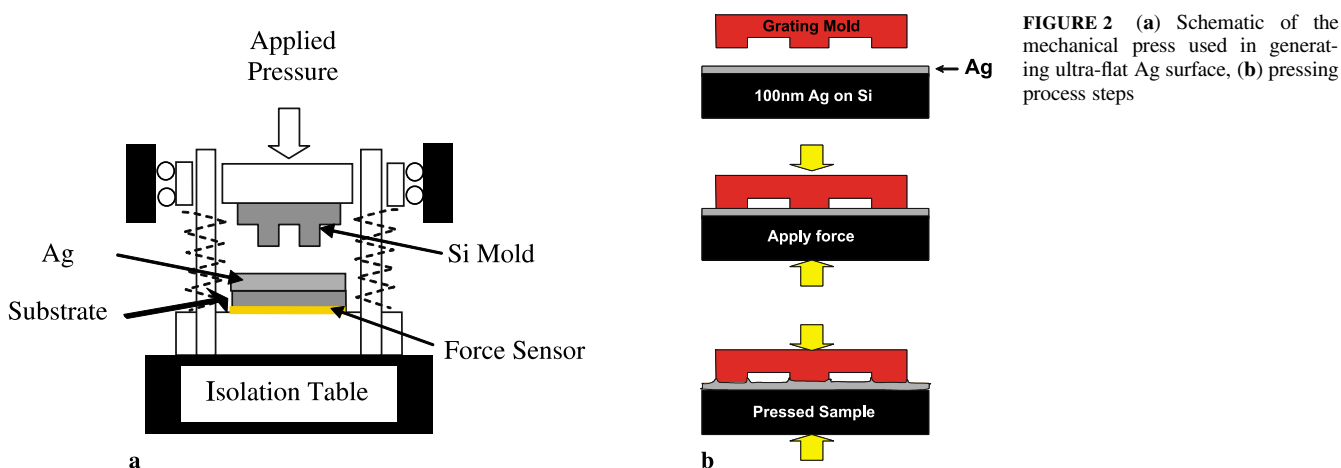 Applied
Pressure
Ag
Substrate
Si Mold
Force Sensor
Isolation Table
a
Grating Mold
Ag
100nm Ag on Si
Apply force
Pressed Sample
b
FIGURE 2 (a) Schematic of the
mechanical press used in generat-
ing ultra-flat Ag surface, (b) pressing
process steps